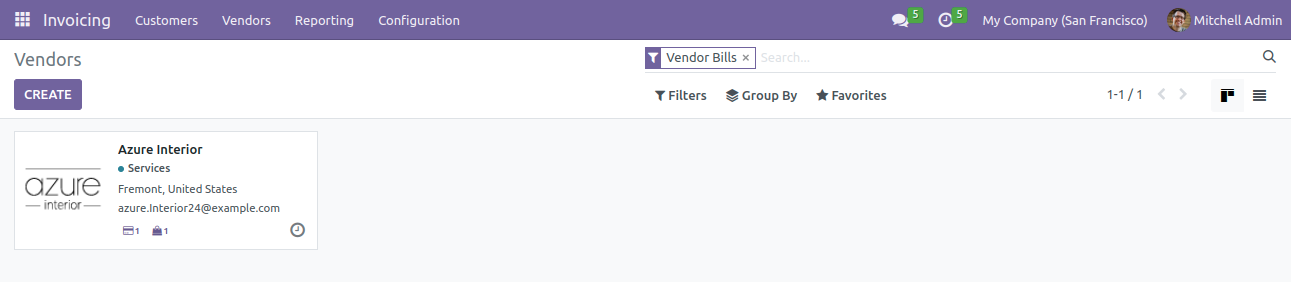 Invoicing Customers Vendors Reporting Configuration 5 5 My Company (San Francisco) Mitchell Admin
Vendors
Vendor Bills × Search...
CREATE
Filters Group By Favorites 1-1 / 1
Azure Interior
Services
azure
interior
Fremont, United States
azure.Interior24@example.com
1 1